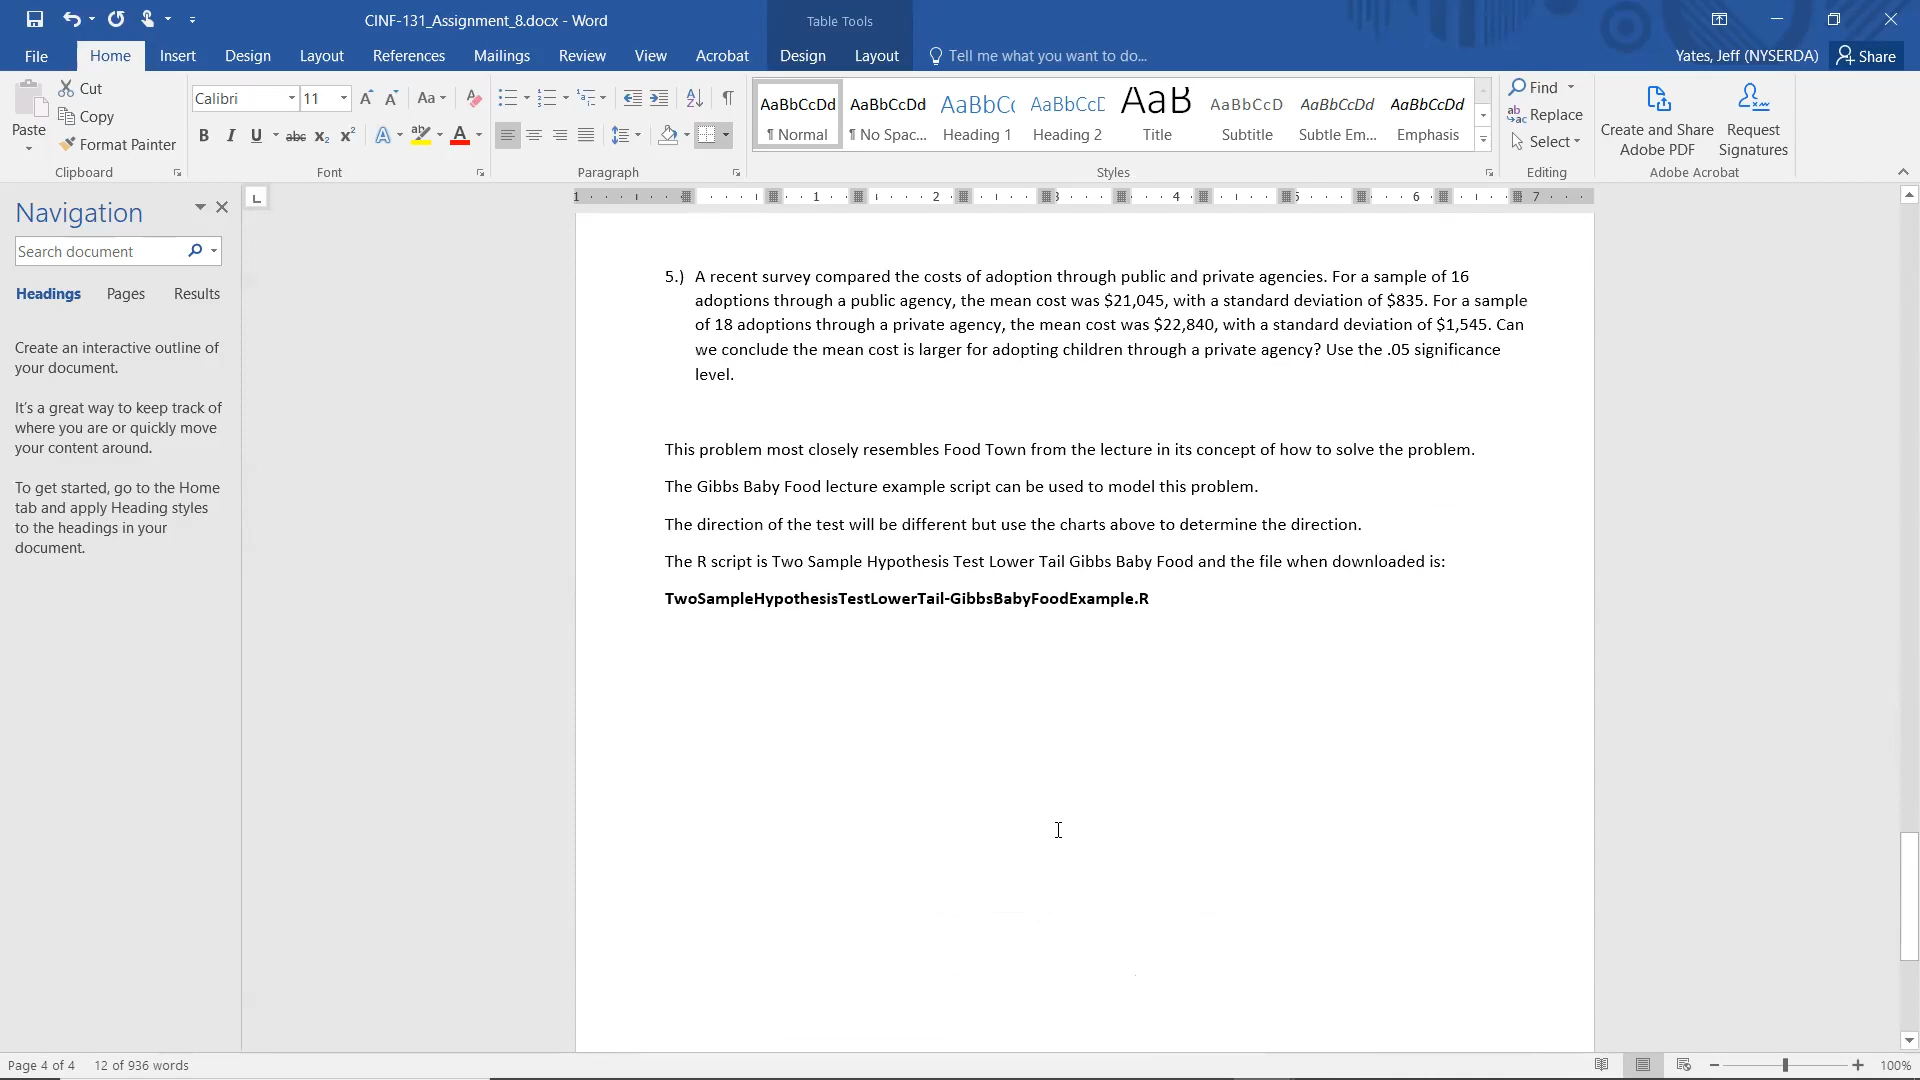 CINF-131_Assignment_8.docx - Word
Table Tools
File
Home
Insert
Design
Layout
References
Mailings
Review
View
Acrobat
Design
Layout
Tell me what you want to do...
Yates, Jeff (NYSERDA)
Share
Paste
Cut
Copy
Format Painter
Clipboard
Calibri
11
Font
Paragraph
AaBbCcDd
¶ Normal
AaBbCcDd
¶ No Spac...
AaBbCc
Heading 1
AaBbCcD
Heading 2
AaB
Title
AaBbCcD
Subtitle
AaBbCcDd
Subtle Em...
AaBbCcDd
Emphasis
Styles
Find
Replace
Select
Editing
Create and Share
Adobe PDF
Request
Signatures
Adobe Acrobat
Navigation
Search document
Headings
Pages
Results
Create an interactive outline of
your document.
It's a great way to keep track of
where you are or quickly move
your content around.
To get started, go to the Home
tab and apply Heading styles
to the headings in your
document.
1 1 2 3 4 5 6 7
5.) A recent survey compared the costs of adoption through public and private agencies. For a sample of 16
adoptions through a public agency, the mean cost was $21,045, with a standard deviation of $835. For a sample
of 18 adoptions through a private agency, the mean cost was $22,840, with a standard deviation of $1,545. Can
we conclude the mean cost is larger for adopting children through a private agency? Use the .05 significance
level.
This problem most closely resembles Food Town from the lecture in its concept of how to solve the problem.
The Gibbs Baby Food lecture example script can be used to model this problem.
The direction of the test will be different but use the charts above to determine the direction.
The R script is Two Sample Hypothesis Test Lower Tail Gibbs Baby Food and the file when downloaded is:
TwoSampleHypothesisTestLowerTail-GibbsBabyFoodExample.R
Page 4 of 4
12 of 936 words
100%